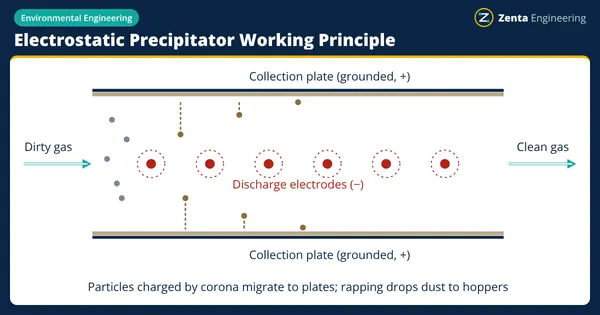 Environmental Engineering
Zenta Engineering
Electrostatic Precipitator Working Principle
Collection plate (grounded, +)
Dirty gas
Clean gas
Discharge electrodes (−)
Collection plate (grounded, +)
Particles charged by corona migrate to plates; rapping drops dust to hoppers